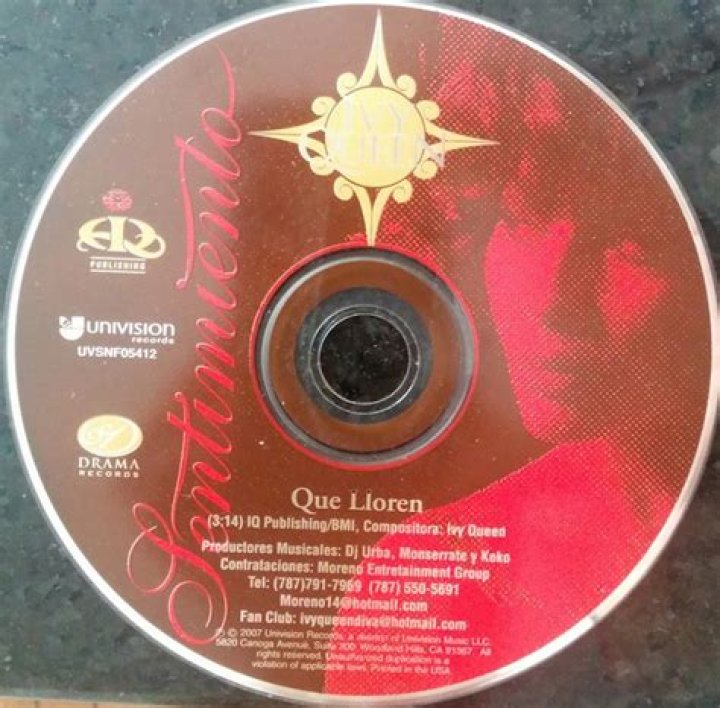 IVY
QUEEN
Sentimiento
PUBLISHING
UNIVISION
records
UVSNF05412
DRAMA
RECORDS
Que Lloren
(3:14) IQ Publishing/BMI, Compositora: Ivy Queen
Productores Musicales: Dj Urba, Monserrate y Keko
Contrataciones: Moreno Entretainment Group
Tel: (787)791-7969 (787) 550-5691
Moreno14@hotmail.com
Fan Club: ivyqueendiva@hotmail.com
℗ © 2007 Univision Records, a division of Univision Music LLC.
5820 Canoga Avenue, Suite 300, Woodland Hills, CA 91367 All
rights reserved. Unauthorized duplication is a
violation of applicable laws. Printed in the USA